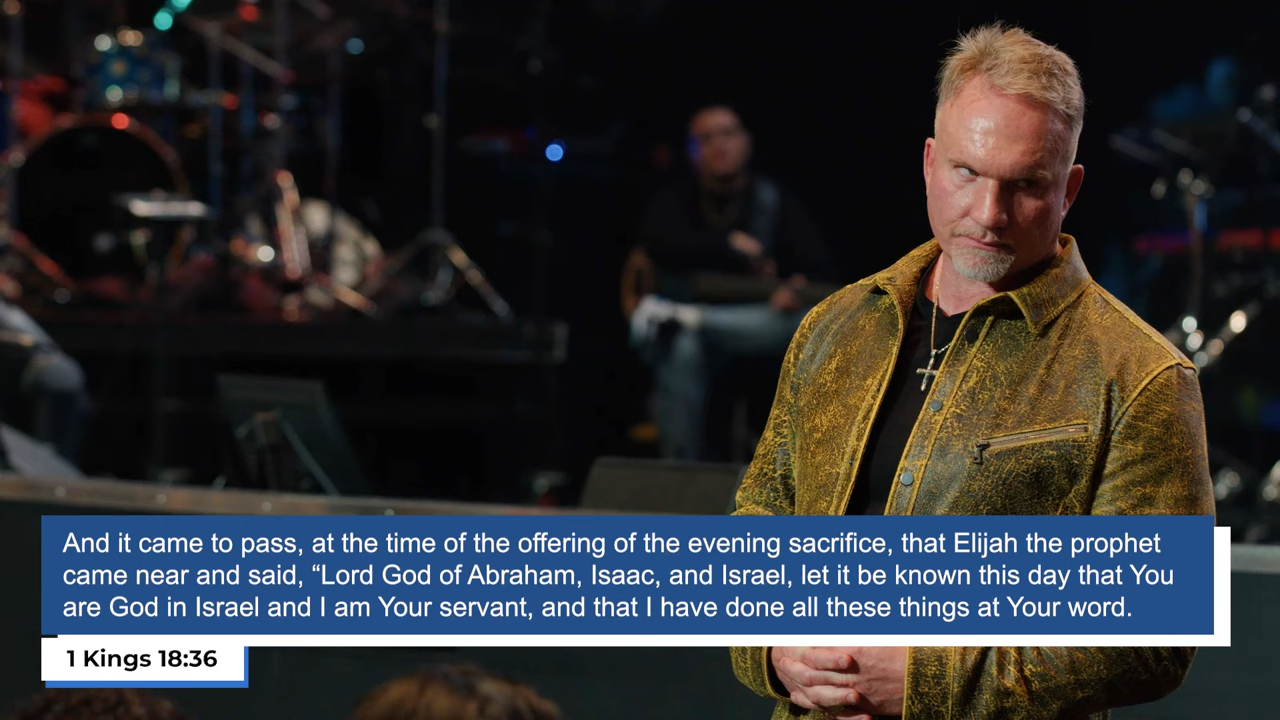 And it came to pass, at the time of the offering of the evening sacrifice, that Elijah the prophet
came near and said, “Lord God of Abraham, Isaac, and Israel, let it be known this day that You
are God in Israel and I am Your servant, and that I have done all these things at Your word.
1 Kings 18:36